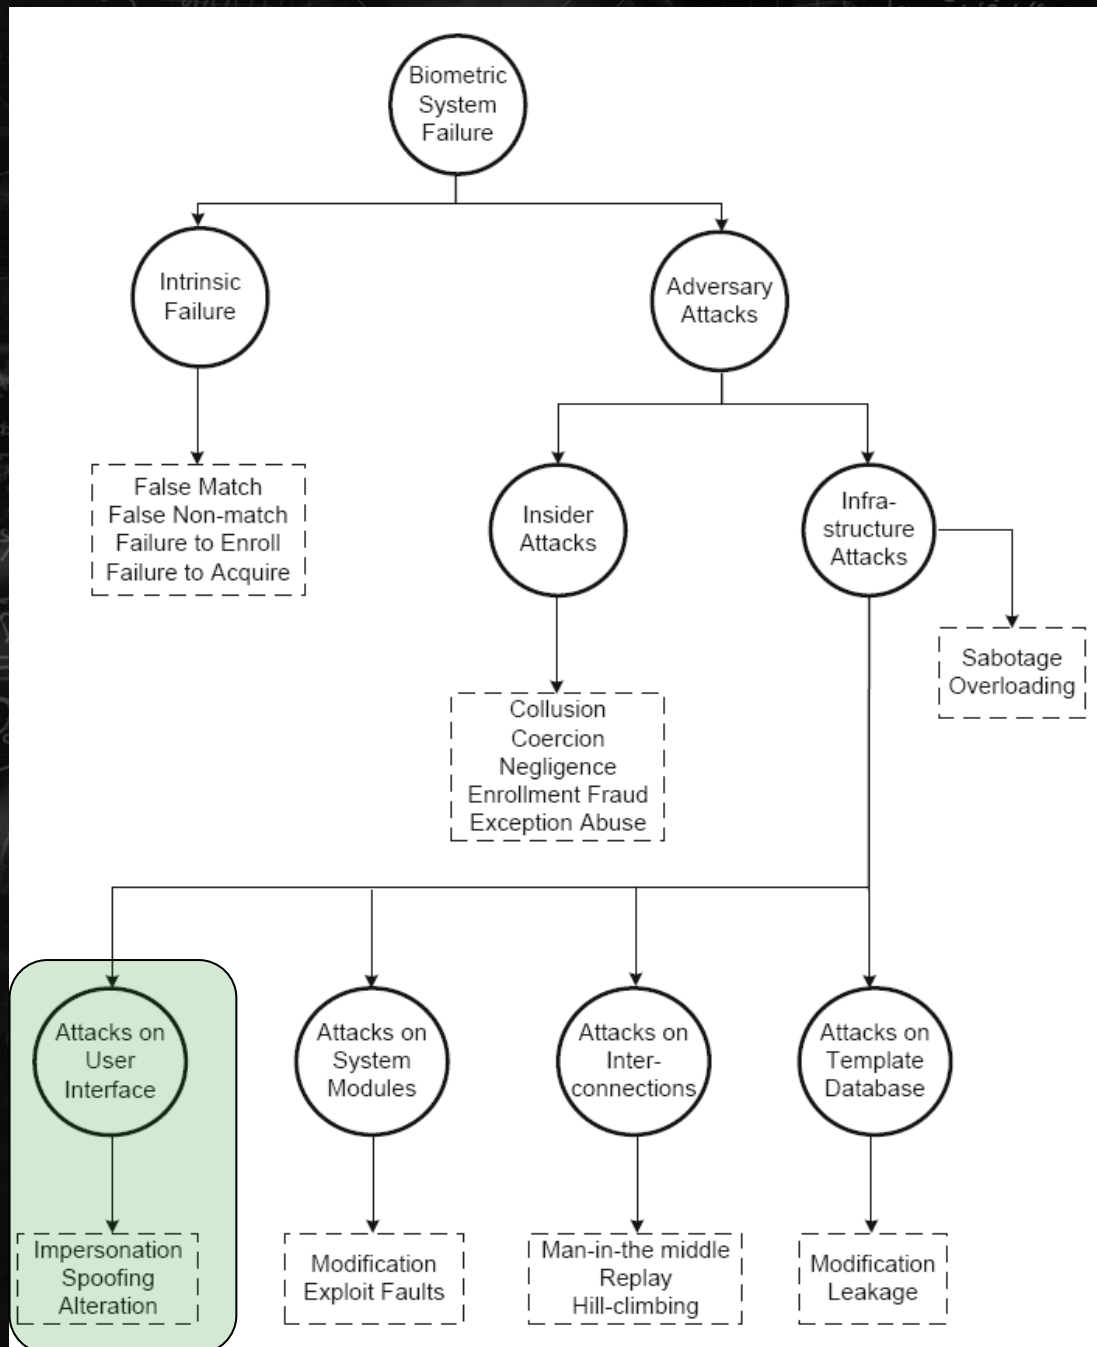 Biometric
System
Failure
Intrinsic
Failure
Adversary
Attacks
False Match
False Non-match
Failure to Enroll
Failure to Acquire
Insider
Attacks
Infra-
structure
Attacks
Sabotage
Overloading
Collusion
Coercion
Negligence
Enrollment Fraud
Exception Abuse
Attacks on
User
Interface
Attacks on
System
Modules
Attacks on
Inter-
connections
Attacks on
Template
Database
Impersonation
Spoofing
Alteration
Modification
Exploit Faults
Man-in-the middle
Replay
Hill-climbing
Modification
Leakage